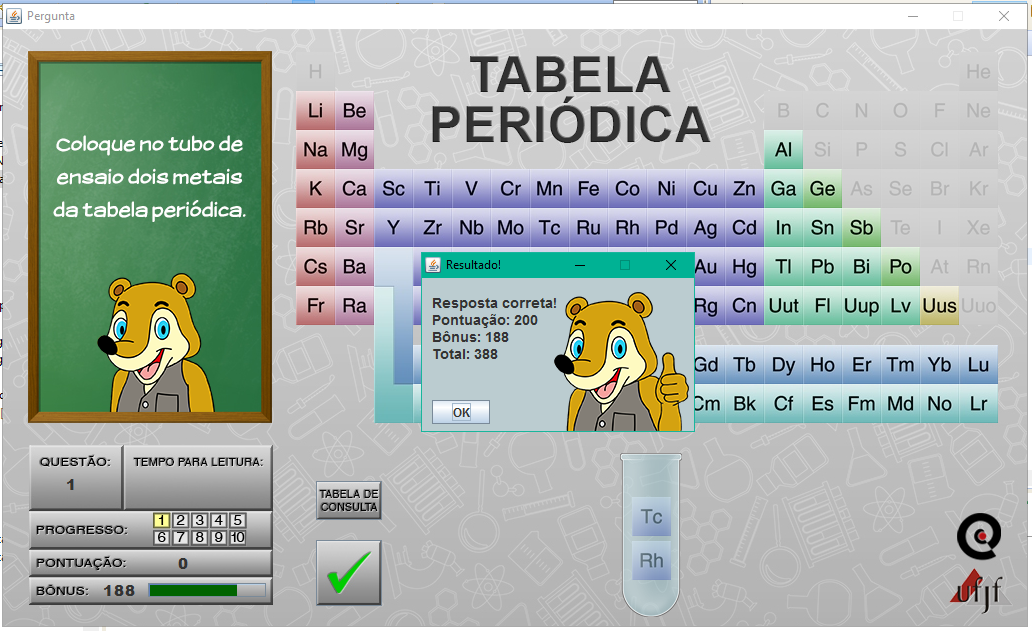 Pergunta
Coloque no tubo de
ensaio dois metais
da tabela periódica.
TABELA
PERIÓDICA
H He
Li Be B C N O F Ne
Na Mg Al Si P S Cl Ar
K Ca Sc Ti V Cr Mn Fe Co Ni Cu Zn Ga Ge As Se Br Kr
Rb Sr Y Zr Nb Mo Tc Ru Rh Pd Ag Cd In Sn Sb Te I Xe
Cs Ba Au Hg Tl Pb Bi Po At Rn
Fr Ra Rg Cn Uut Fl Uup Lv Uus Uuo
Gd Tb Dy Ho Er Tm Yb Lu
Cm Bk Cf Es Fm Md No Lr
Resultado!
Resposta correta!
Pontuação: 200
Bônus: 188
Total: 388
OK
QUESTÃO:
1
TEMPO PARA LEITURA:
PROGRESSO:
1 2 3 4 5
6 7 8 9 10
PONTUAÇÃO: 0
BÔNUS: 188
TABELA DE
CONSULTA
Tc
Rh
ufjf